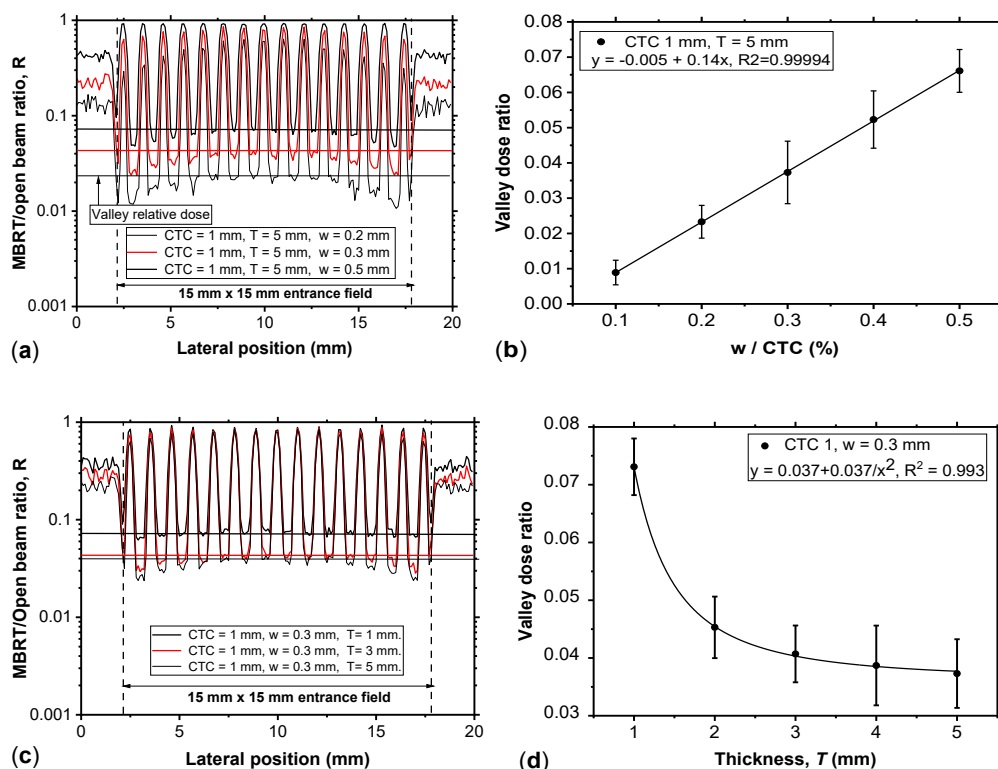 MBRT/open beam ratio, R
1
0.1
0.01
0.001
Valley relative dose
CTC = 1 mm, T = 5 mm, w = 0.2 mm
CTC = 1 mm, T = 5 mm, w = 0.3 mm
CTC = 1 mm, T = 5 mm, w = 0.5 mm
15 mm x 15 mm entrance field
0 5 10 15 20
Lateral position (mm)
(a)
Valley dose ratio
0.08
0.07
0.06
0.05
0.04
0.03
0.02
0.01
0.00
CTC 1 mm, T = 5 mm
y = -0.005 + 0.14x, R2=0.99994
0.1 0.2 0.3 0.4 0.5
w / CTC (%)
(b)
MBRT/Open beam ratio, R
1
0.1
0.01
0.001
CTC = 1 mm, w = 0.3 mm, T= 1 mm.
CTC = 1 mm, w = 0.3 mm, T= 3 mm.
CTC = 1 mm, w = 0.3 mm, T= 5 mm.
15 mm x 15 mm entrance field
0 5 10 15 20
Lateral position (mm)
(c)
Valley dose ratio
0.08
0.07
0.06
0.05
0.04
0.03
CTC 1, w = 0.3 mm
y = 0.037+0.037/x², R² = 0.993
1 2 3 4 5
Thickness, T (mm)
(d)